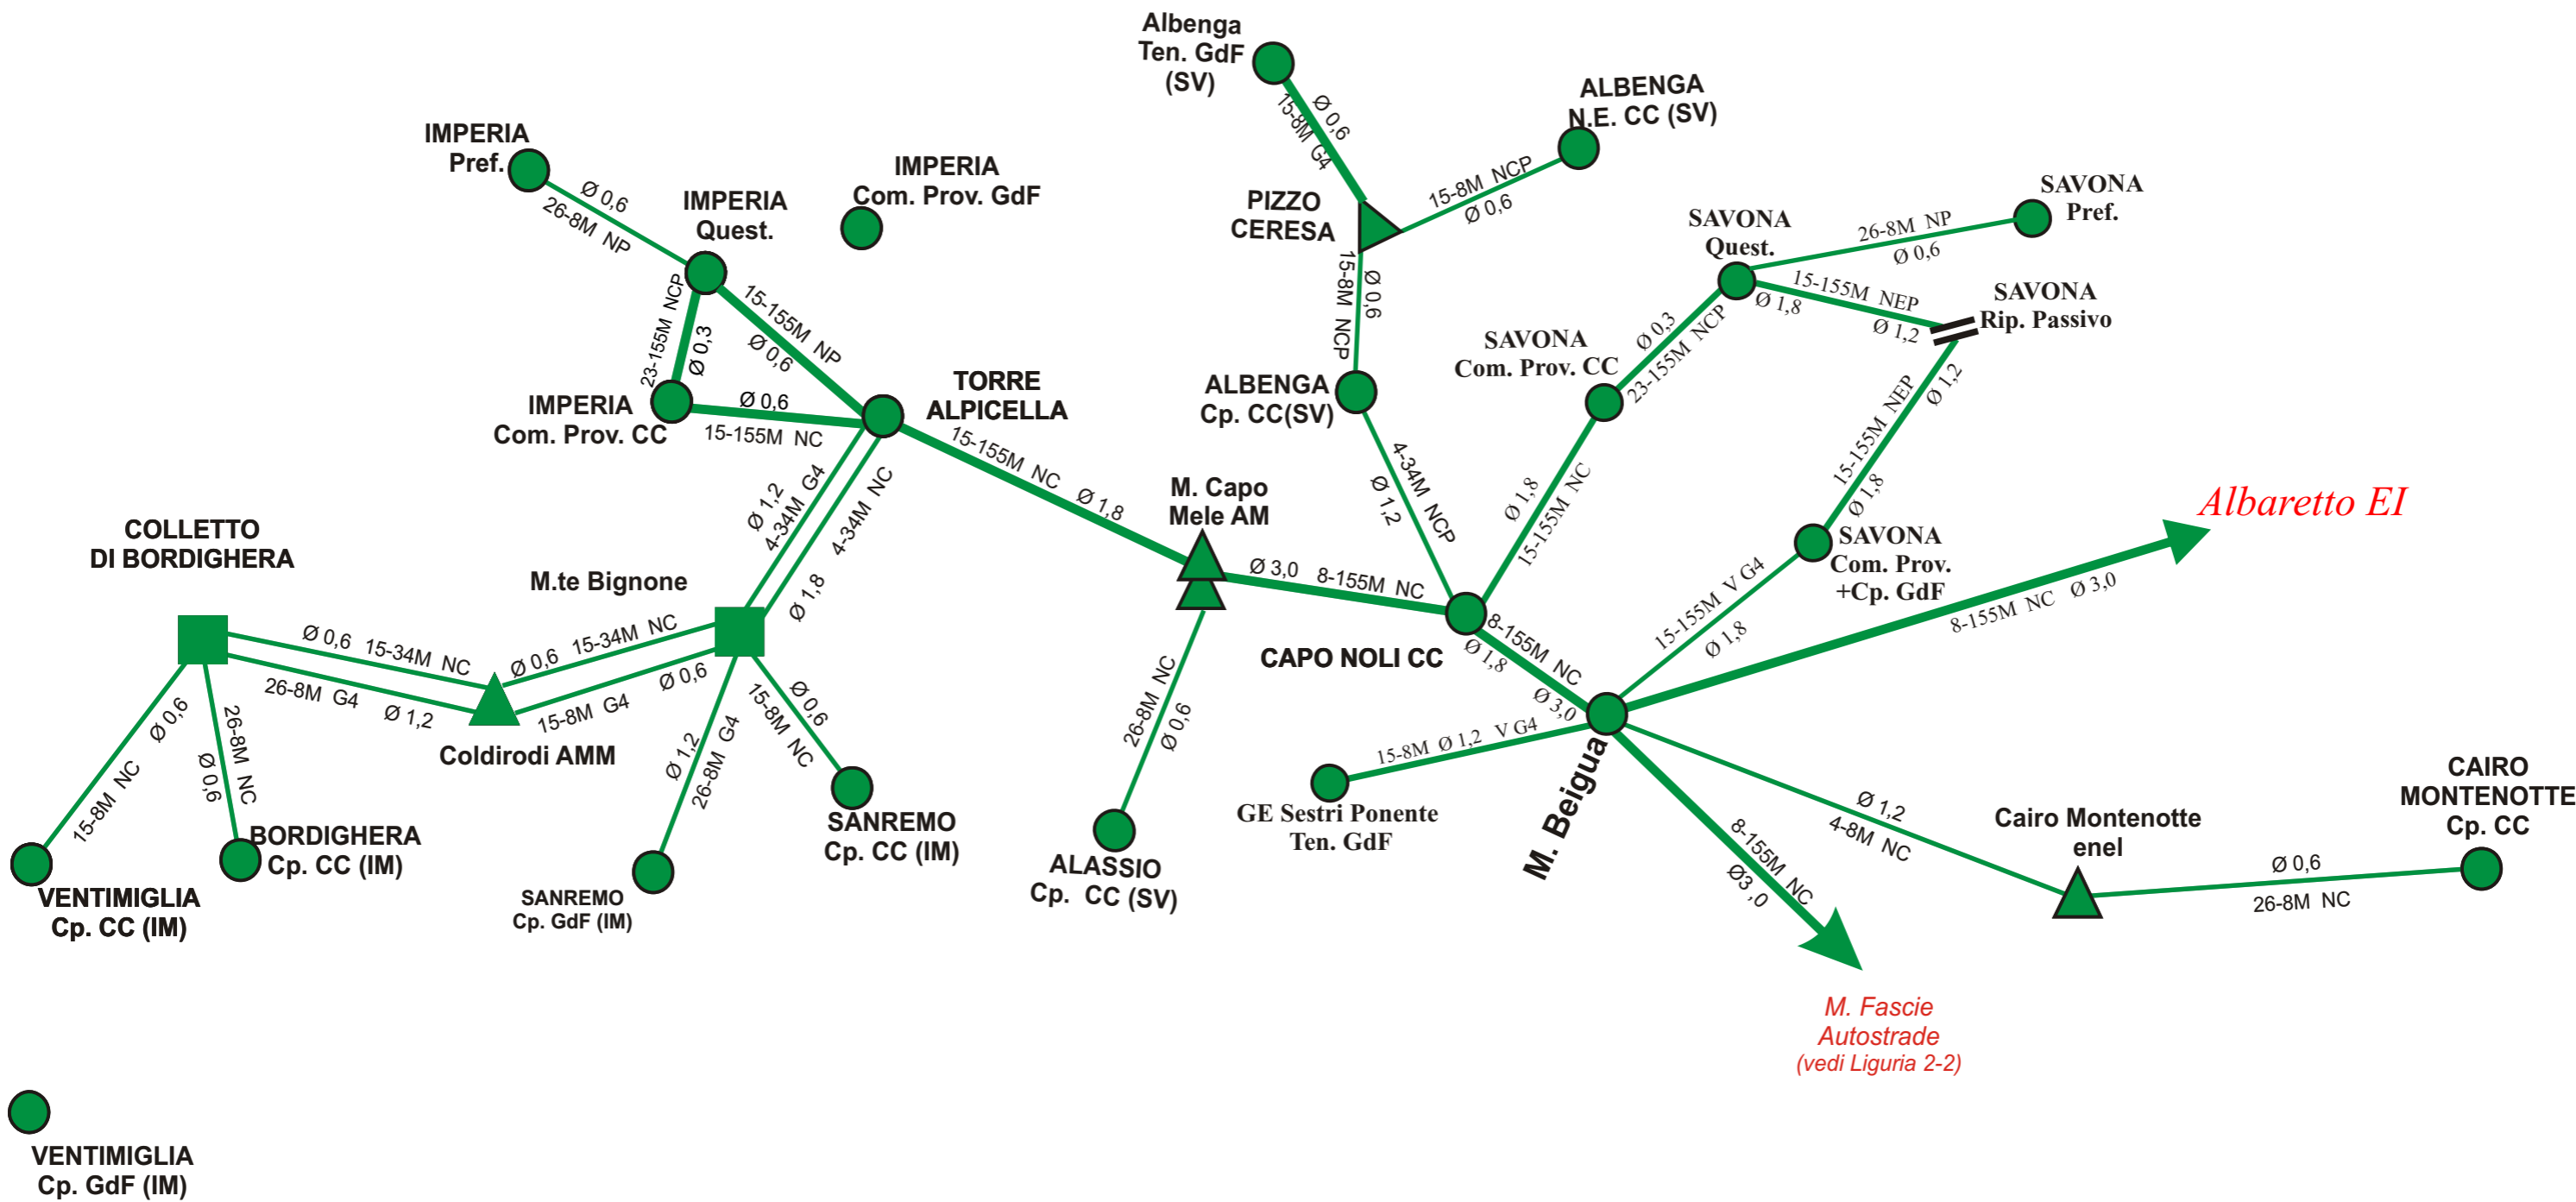 Albenga
Ten. GdF
(SV)
Ø 0,6
15-8M G4
ALBENGA
N.E. CC (SV)
15-8M NCP
Ø 0,6
PIZZO
CERESA
IMPERIA
Pref.
Ø 0,6
26-8M NP
IMPERIA
Com. Prov. GdF
IMPERIA
Quest.
23-155M NCP
Ø 0,3
15-155M NP
Ø 0,6
IMPERIA
Com. Prov. CC
Ø 0,6
15-155M NC
TORRE
ALPICELLA
15-155M NC Ø 1,8
15-8M NCP
Ø 0,6
ALBENGA
Cp. CC(SV)
4-34M NCP
Ø 1,2
SAVONA
Quest.
26-8M NP
Ø 0,6
SAVONA
Pref.
15-155M NEP
Ø 1,8
Ø 1,2
SAVONA
Rip. Passivo
Ø 0,3
23-155M NCP
SAVONA
Com. Prov. CC
Ø 1,8
15-155M NC
15-155M NEP
Ø 1,2
Ø 1,8
SAVONA
Com. Prov.
+Cp. GdF
15-155M V G4
Ø 1,8
Albaretto EI
8-155M NC Ø 3,0
M. Capo
Mele AM
Ø 3,0 8-155M NC
CAPO NOLI CC
8-155M NC
Ø 1,8
Ø 3,0
Ø 1,2
4-34M G4
4-34M NC
Ø 1,8
COLLETTO
DI BORDIGHERA
M.te Bignone
Ø 0,6 15-34M NC
26-8M G4 Ø 1,2
Ø 0,6 15-34M NC
15-8M G4 Ø 0,6
Coldirodi AMM
15-8M NC
Ø 0,6
26-8M NC
Ø 0,6
VENTIMIGLIA
Cp. CC (IM)
BORDIGHERA
Cp. CC (IM)
Ø 1,2
26-8M G4
Ø 0,6
15-8M NC
SANREMO
Cp. GdF (IM)
SANREMO
Cp. CC (IM)
26-8M NC
Ø 0,6
ALASSIO
Cp. CC (SV)
15-8M Ø 1,2 V G4
GE Sestri Ponente
Ten. GdF
M. Beigua
8-155M NC
Ø3,0
Ø 1,2
4-8M NC
Cairo Montenotte
enel
Ø 0,6
26-8M NC
CAIRO
MONTENOTTE
Cp. CC
M. Fascie
Autostrade
(vedi Liguria 2-2)
VENTIMIGLIA
Cp. GdF (IM)